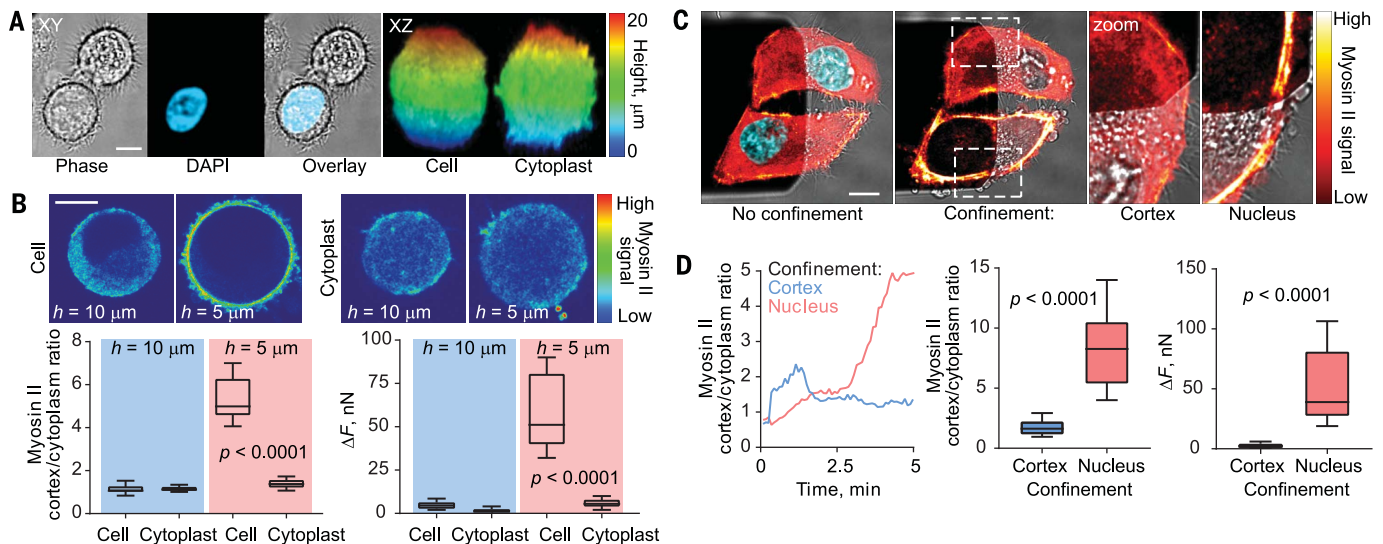 A
XY
XZ
20
Height, μm
0
Phase
DAPI
Overlay
Cell
Cytoplast
B
Cell
h = 10 μm
h = 5 μm
Cytoplast
h = 10 μm
h = 5 μm
High
Myosin II
signal
Low
Myosin II
cortex/cytoplasm ratio
8
6
4
2
0
h = 10 μm
h = 5 μm
p < 0.0001
Cell
Cytoplast
Cell
Cytoplast
ΔF, nN
100
75
50
25
0
h = 10 μm
h = 5 μm
p < 0.0001
Cell
Cytoplast
Cell
Cytoplast
C
zoom
High
Myosin II signal
Low
No confinement
Confinement:
Cortex
Nucleus
D
Myosin II
cortex/cytoplasm ratio
5
4
3
2
1
0
Confinement:
Cortex
Nucleus
0
2.5
5
Time, min
Myosin II
cortex/cytoplasm ratio
15
10
5
0
p < 0.0001
Cortex
Nucleus
Confinement
ΔF, nN
150
100
50
0
p < 0.0001
Cortex
Nucleus
Confinement